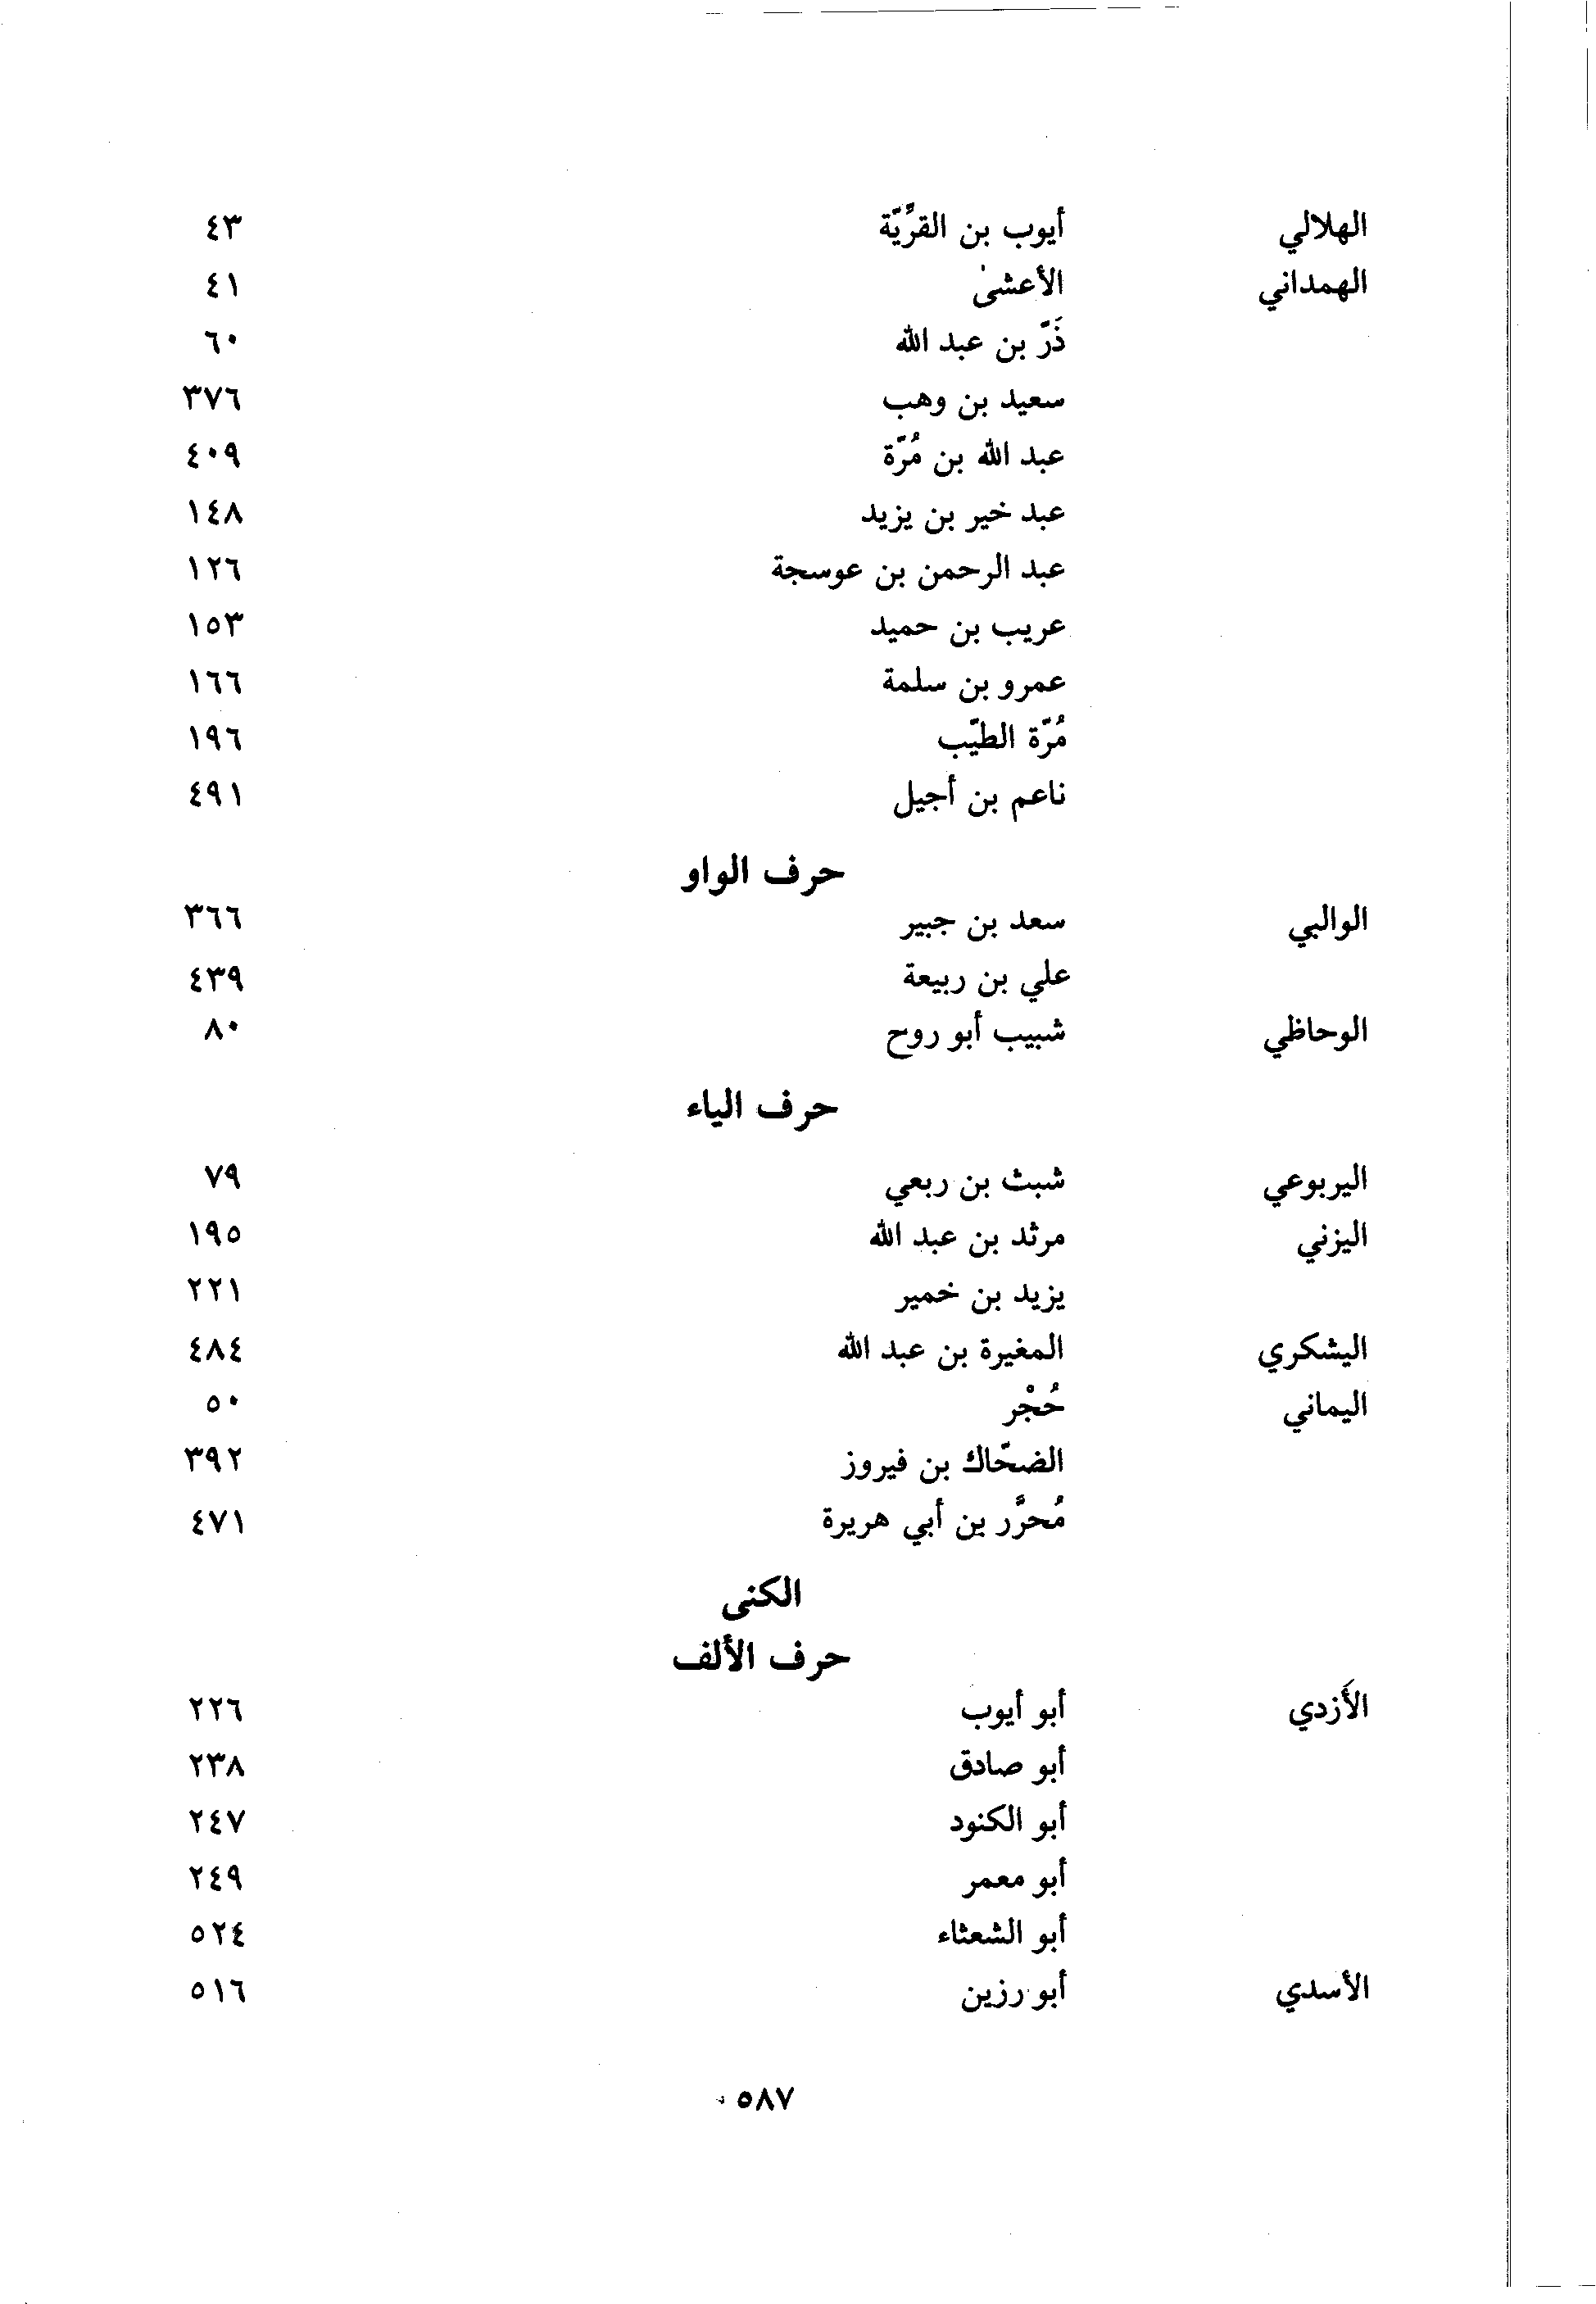 الهلالي أيوب بن القرِّيّة ٤٣
الهمداني الأعشىٰ ٤١
ذَرّ بن عبد الله ٦٠
سعيد بن وهب ٣٧٦
عبد الله بن مُرّة ٤٠٩
عبد خير بن يزيد ١٤٨
عبد الرحمن بن عوسجة ١٢٦
عريب بن حميد ١٥٣
عمرو بن سلمة ١٦٦
مُرّة الطيّب ١٩٦
ناعم بن أجيل ٤٩١
حرف الواو
الوالبي سعد بن جبير ٣٦٦
علي بن ربيعة ٤٣٩
الوحاظي شبيب أبو روح ٨٠
حرف الياء
اليربوعي شبث بن ربعي ٧٩
اليزني مرثد بن عبد الله ١٩٥
يزيد بن خمير ٢٢١
اليشكري المغيرة بن عبد الله ٤٨٤
اليماني حُجْر ٥٠
الضحّاك بن فيروز ٣٩٢
مُحرَّر بن أبي هريرة ٤٧١
الكنى
حرف الألف
الأَزدي أبو أيوب ٢٢٦
أبو صادق ٢٣٨
أبو الكنود ٢٤٧
أبو معمر ٢٤٩
أبو الشعثاء ٥٢٤
الأسدي أبو رزين ٥١٦
٥٨٧